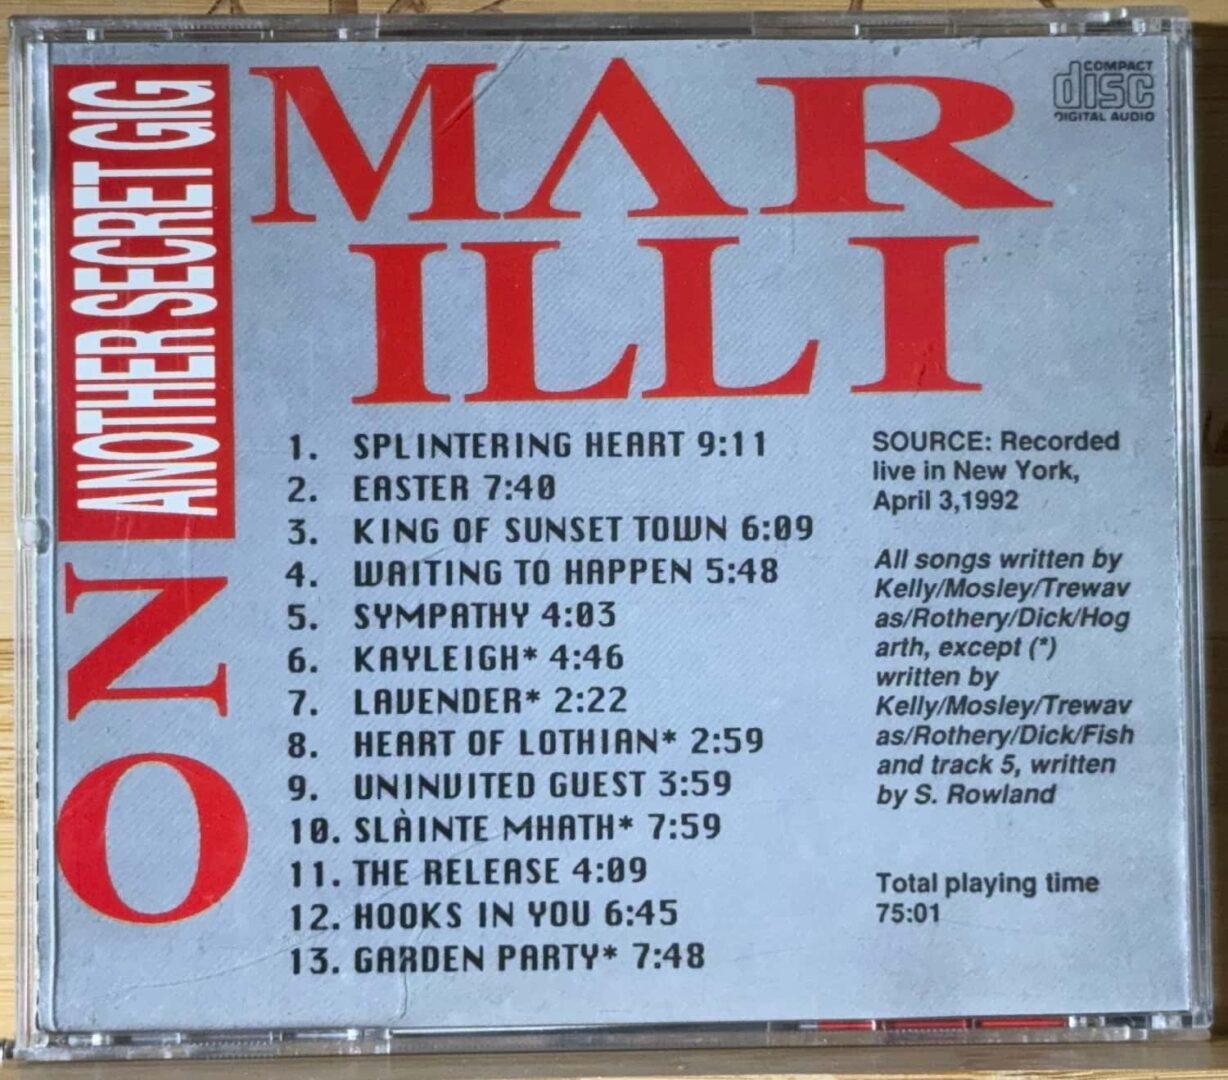 ANOTHER SECRET GIG
MAR
ILLI
ON
COMPACT
disc
DIGITAL AUDIO
1. SPLINTERING HEART 9:11
2. EASTER 7:40
3. KING OF SUNSET TOWN 6:09
4. WAITING TO HAPPEN 5:48
5. SYMPATHY 4:03
6. KAYLEIGH* 4:46
7. LAVENDER* 2:22
8. HEART OF LOTHIAN* 2:59
9. UNINVITED GUEST 3:59
10. SLÀINTE MHATH* 7:59
11. THE RELEASE 4:09
12. HOOKS IN YOU 6:45
13. GARDEN PARTY* 7:48
SOURCE: Recorded
live in New York,
April 3,1992
All songs written by
Kelly/Mosley/Trewav
as/Rothery/Dick/Hog
arth, except (*)
written by
Kelly/Mosley/Trewav
as/Rothery/Dick/Fish
and track 5, written
by S. Rowland
Total playing time
75:01